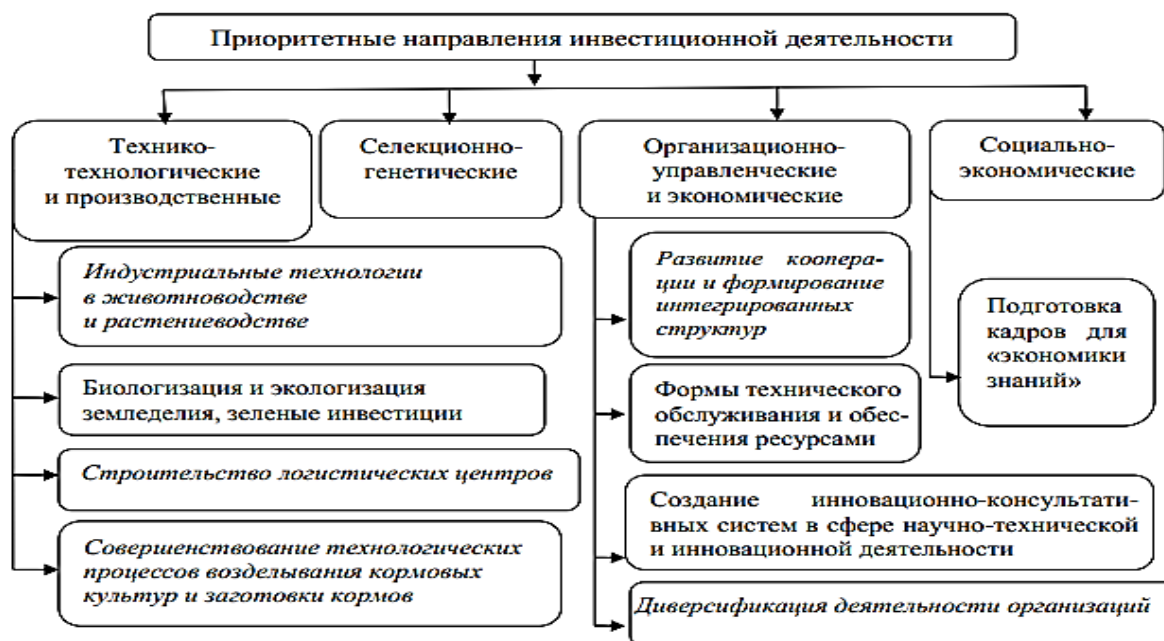 Приоритетные направления инвестиционной деятельности
Технико-
технологические
и производственные
Селекционно-
генетические
Организационно-
управленческие
и экономические
Социально-
экономические
Индустриальные технологии
в животноводстве
и растениеводстве
Биологизация и экологизация
земледелия, зеленые инвестиции
Строительство логистических центров
Совершенствование технологических
процессов возделывания кормовых
культур и заготовки кормов
Развитие коопера-
ции и формирование
интегрированных
структур
Формы технического
обслуживания и обес-
печения ресурсами
Создание инновационно-консультатив-
ных систем в сфере научно-технической
и инновационной деятельности
Диверсификация деятельности организаций
Подготовка
кадров для
«экономики
знаний»